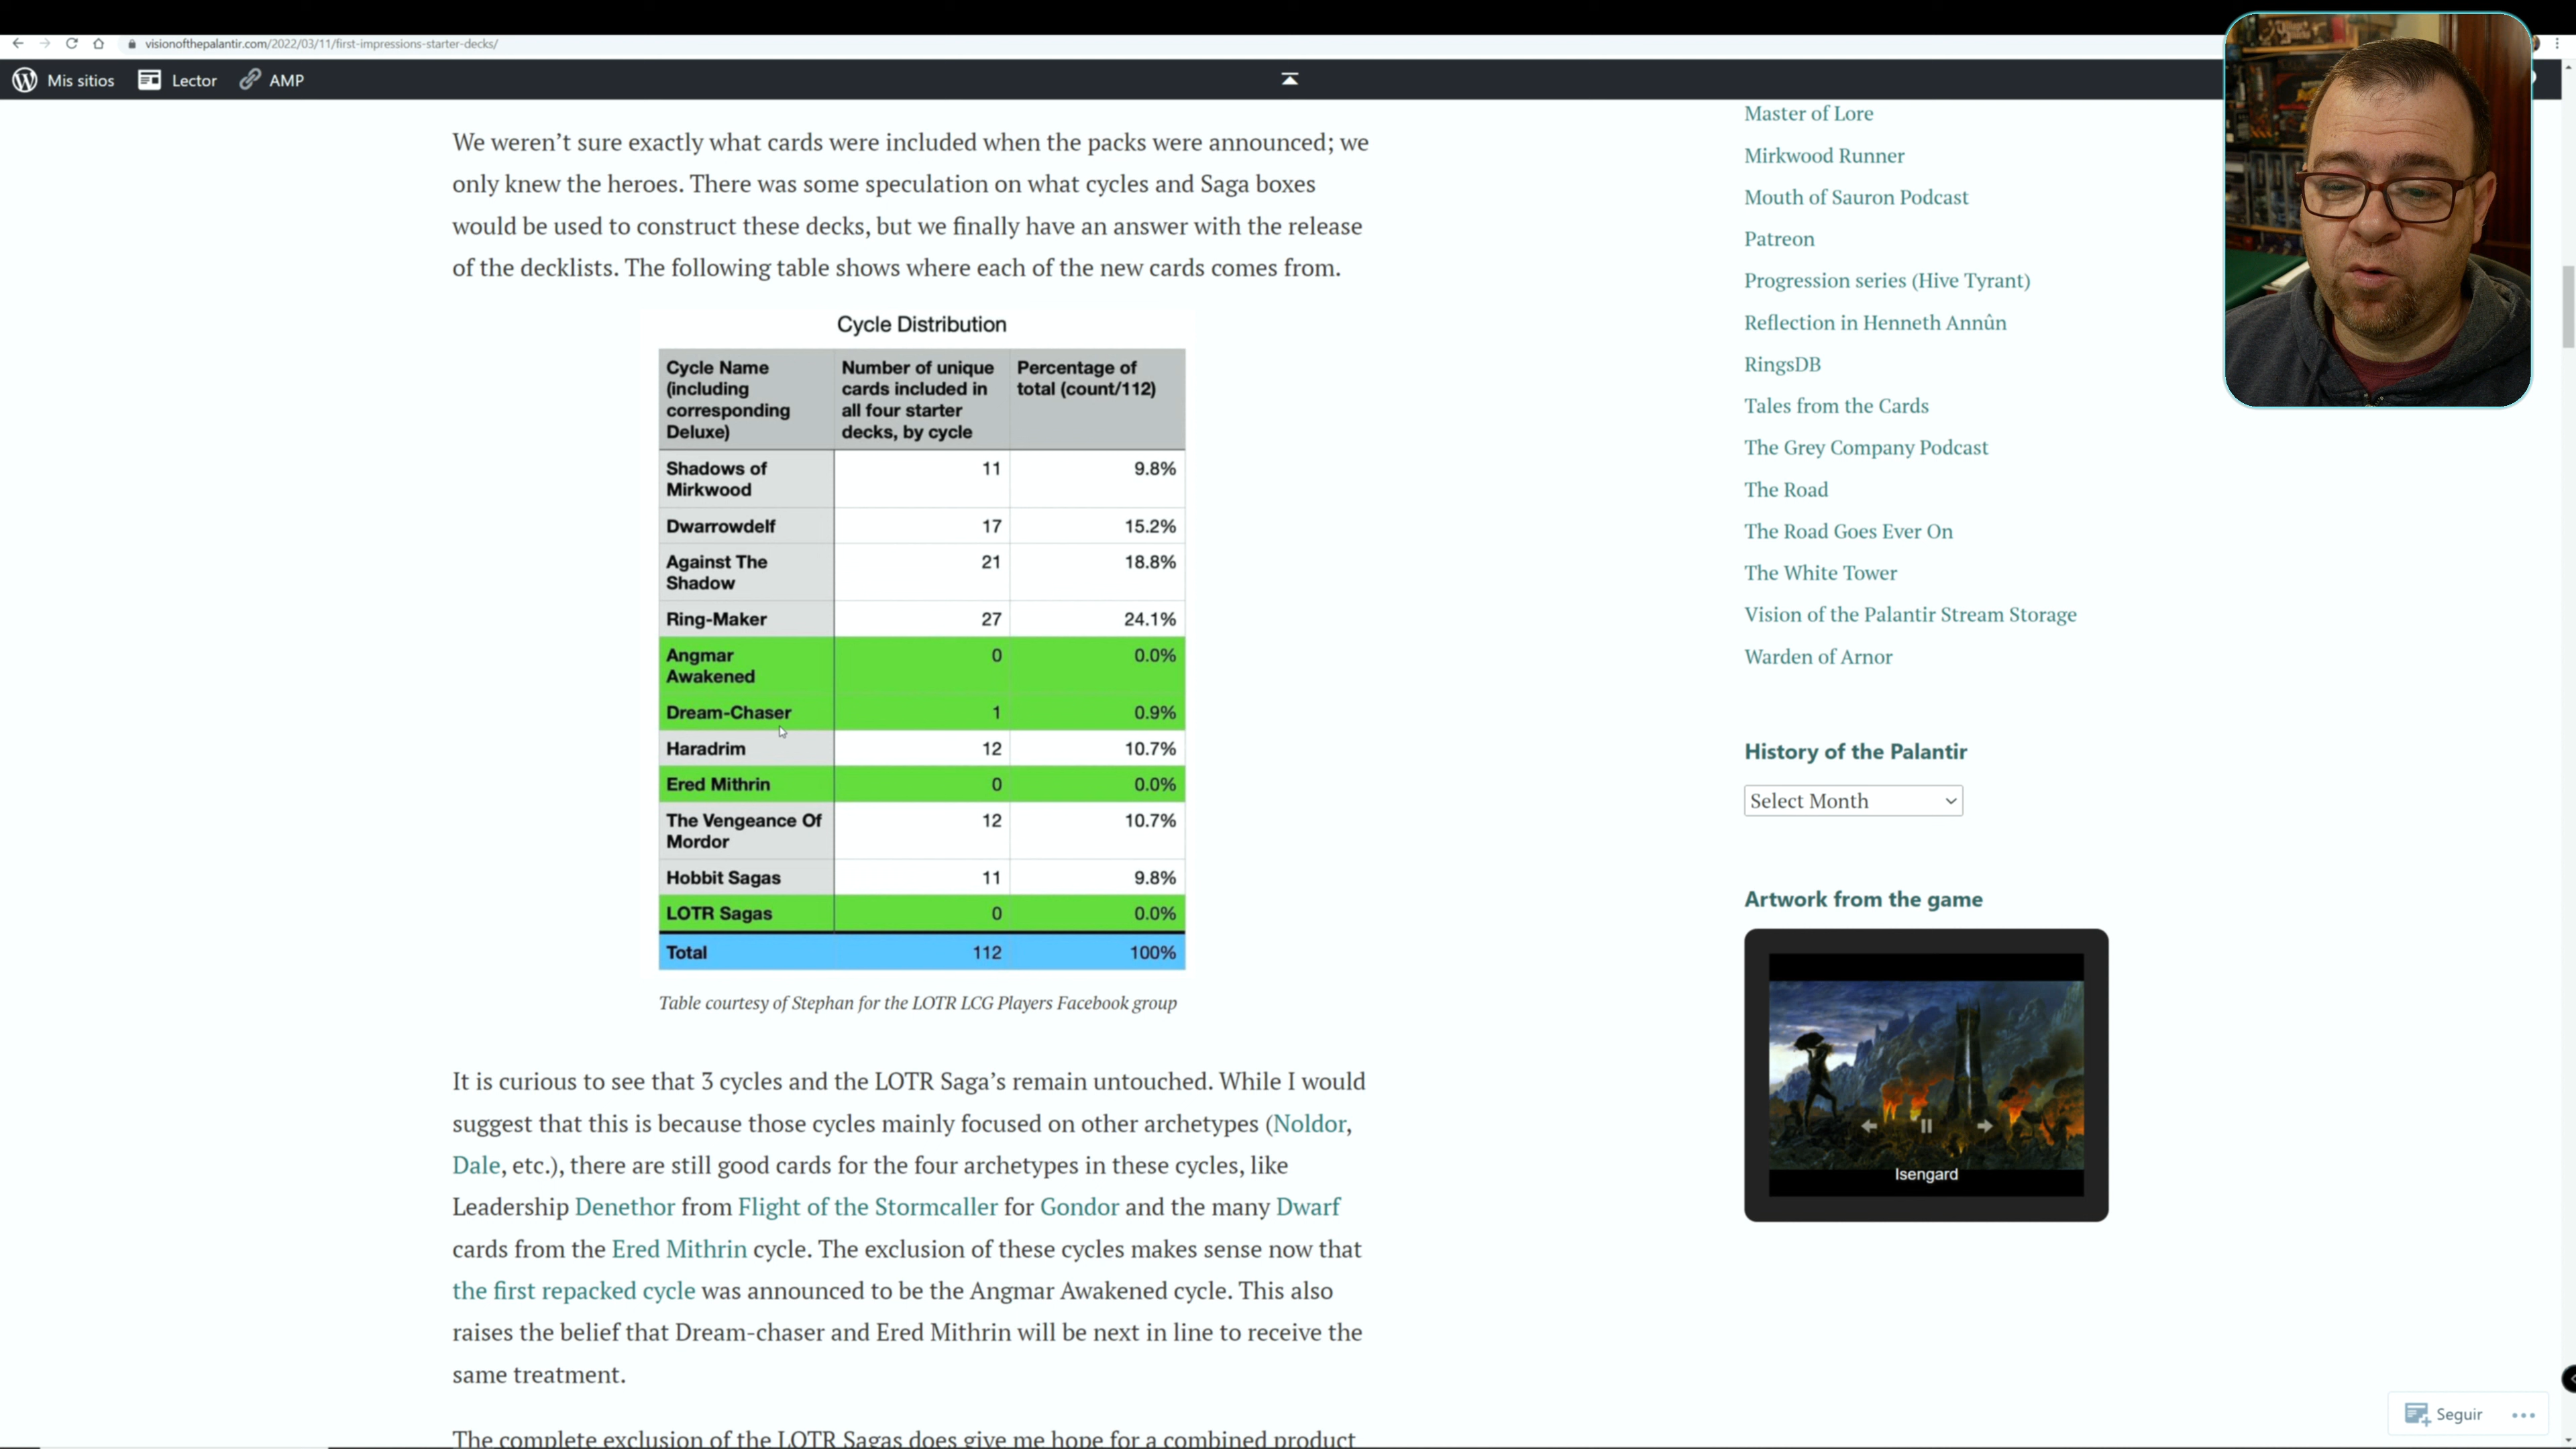 visionofthepalantir.com/2022/03/11/first-impressions-starter-decks/
Mis sitios
Lector
AMP
We weren’t sure exactly what cards were included when the packs were announced; we
only knew the heroes. There was some speculation on what cycles and Saga boxes
would be used to construct these decks, but we finally have an answer with the release
of the decklists. The following table shows where each of the new cards comes from.
Cycle Distribution
Cycle Name (including corresponding Deluxe) Number of unique cards included in all four starter decks, by cycle Percentage of total (count/112)
Shadows of Mirkwood 11 9.8%
Dwarrowdelf 17 15.2%
Against The Shadow 21 18.8%
Ring-Maker 27 24.1%
Angmar Awakened 0 0.0%
Dream-Chaser 1 0.9%
Haradrim 12 10.7%
Ered Mithrin 0 0.0%
The Vengeance Of Mordor 12 10.7%
Hobbit Sagas 11 9.8%
LOTR Sagas 0 0.0%
Total 112 100%
Table courtesy of Stephan for the LOTR LCG Players Facebook group
It is curious to see that 3 cycles and the LOTR Saga’s remain untouched. While I would
suggest that this is because those cycles mainly focused on other archetypes (Noldor,
Dale, etc.), there are still good cards for the four archetypes in these cycles, like
Leadership Denethor from Flight of the Stormcaller for Gondor and the many Dwarf
cards from the Ered Mithrin cycle. The exclusion of these cycles makes sense now that
the first repacked cycle was announced to be the Angmar Awakened cycle. This also
raises the belief that Dream-chaser and Ered Mithrin will be next in line to receive the
same treatment.
The complete exclusion of the LOTR Sagas does give me hope for a combined product
Master of Lore
Mirkwood Runner
Mouth of Sauron Podcast
Patreon
Progression series (Hive Tyrant)
Reflection in Henneth Annûn
RingsDB
Tales from the Cards
The Grey Company Podcast
The Road
The Road Goes Ever On
The White Tower
Vision of the Palantir Stream Storage
Warden of Arnor
History of the Palantir
Select Month
Artwork from the game
Isengard
Seguir